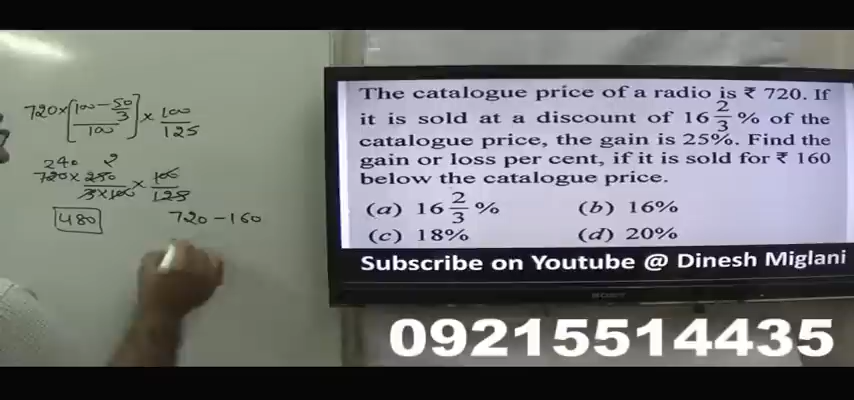 720 × [100 - 50/3 / 100] × 100/125
240 2
720 × 250/3×100 × 100/125
480
720 - 160
The catalogue price of a radio is ₹ 720. If
it is sold at a discount of 16 2/3 % of the
catalogue price, the gain is 25%. Find the
gain or loss per cent, if it is sold for ₹ 160
below the catalogue price.
(a) 16 2/3 % (b) 16%
(c) 18% (d) 20%
Subscribe on Youtube @ Dinesh Miglani
SONY
09215514435